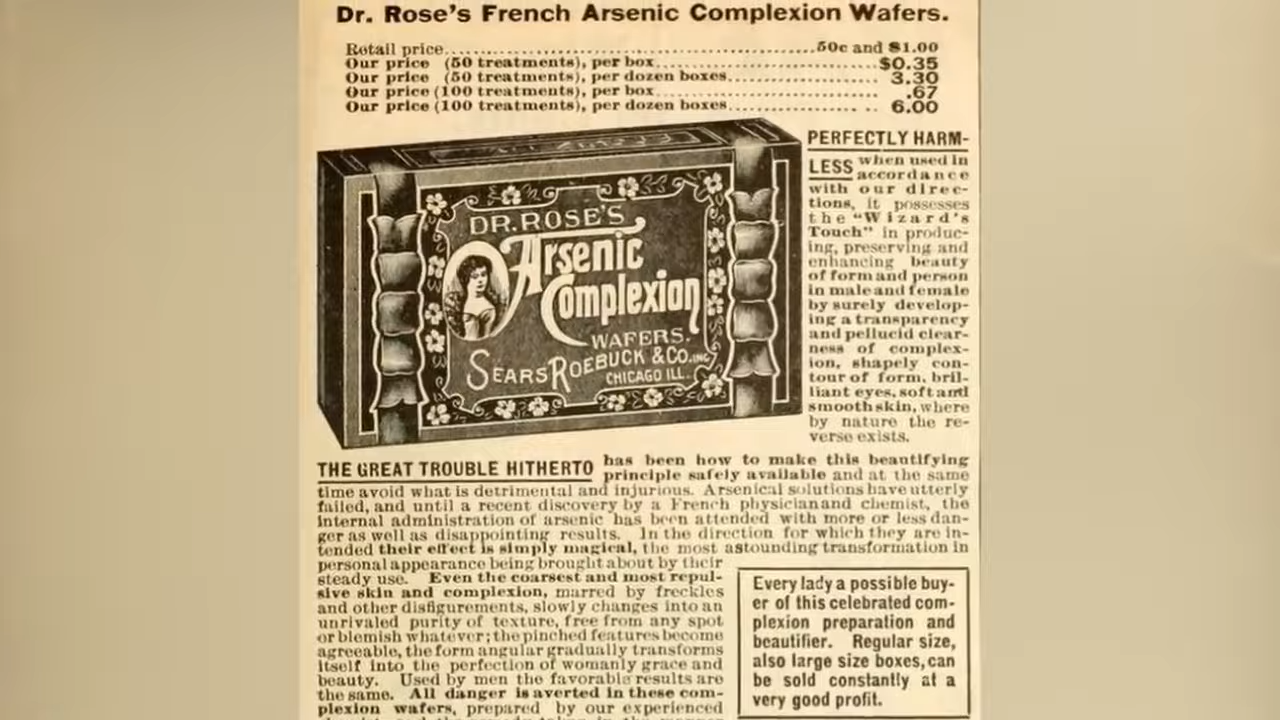 Dr. Rose's French Arsenic Complexion Wafers.
Retail price........50c and $1.00
Our price (50 treatments), per box........$0.35
Our price (50 treatments), per dozen boxes........3.30
Our price (100 treatments), per box........ .67
Our price (100 treatments), per dozen boxes........ 6.00
DR. ROSE'S
Arsenic
Complexion
WAFERS.
SEARS ROEBUCK & CO. INC.
CHICAGO ILL.
PERFECTLY HARM-
LESS when used in
accordance
with our direc-
tions, it possesses
the "Wizard's
Touch" in produc-
ing, preserving and
enhancing beauty
of form and person
in male and female
by surely develop-
ing a transparency
and pellucid clear-
ness of complex-
ion, shapely con-
tour of form, bril-
liant eyes, soft and
smooth skin, where
by nature the re-
verse exists.
THE GREAT TROUBLE HITHERTO has been how to make this beautifying
principle safely available and at the same
time avoid what is detrimental and injurious. Arsenical solutions have utterly
failed, and until a recent discovery by a French physician and chemist, the
internal administration of arsenic has been attended with more or less dan-
ger as well as disappointing results. In the direction for which they are in-
tended their effect is simply magical, the most astounding transformation in
personal appearance being brought about by their
steady use. Even the coarsest and most repul-
sive skin and complexion, marred by freckles
and other disfigurements, slowly changes into an
unrivaled purity of texture, free from any spot
or blemish whatever; the pinched features become
agreeable, the form angular gradually transforms
itself into the perfection of womanly grace and
beauty. Used by men the favorable results are
the same. All danger is averted in these com-
plexion wafers, prepared by our experienced
Every lady a possible buy-
er of this celebrated com-
plexion preparation and
beautifier. Regular size,
also large size boxes, can
be sold constantly at a
very good profit.